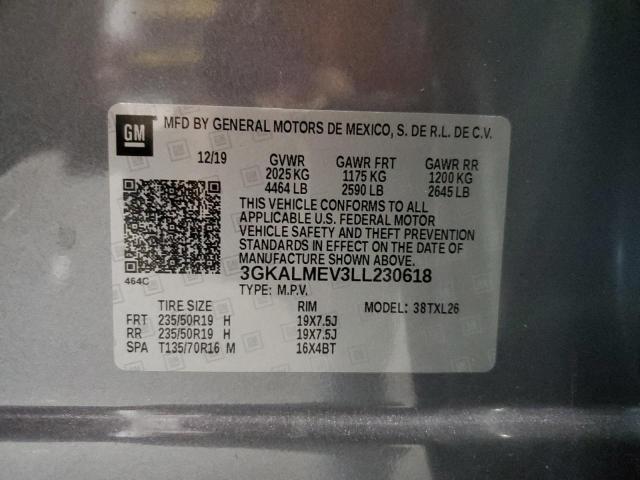 GM MFD BY GENERAL MOTORS DE MEXICO, S. DE R.L. DE C.V.
12/19 GVWR GAWR FRT GAWR RR
2025 KG 1175 KG 1200 KG
4464 LB 2590 LB 2645 LB
THIS VEHICLE CONFORMS TO ALL
APPLICABLE U.S. FEDERAL MOTOR
VEHICLE SAFETY AND THEFT PREVENTION
STANDARDS IN EFFECT ON THE DATE OF
MANUFACTURE SHOWN ABOVE.
464C 3GKALMEV3LL230618
TYPE: M.P.V.
TIRE SIZE RIM MODEL: 38TXL26
FRT 235/50R19 H 19X7.5J
RR 235/50R19 H 19X7.5J
SPA T135/70R16 M 16X4BT